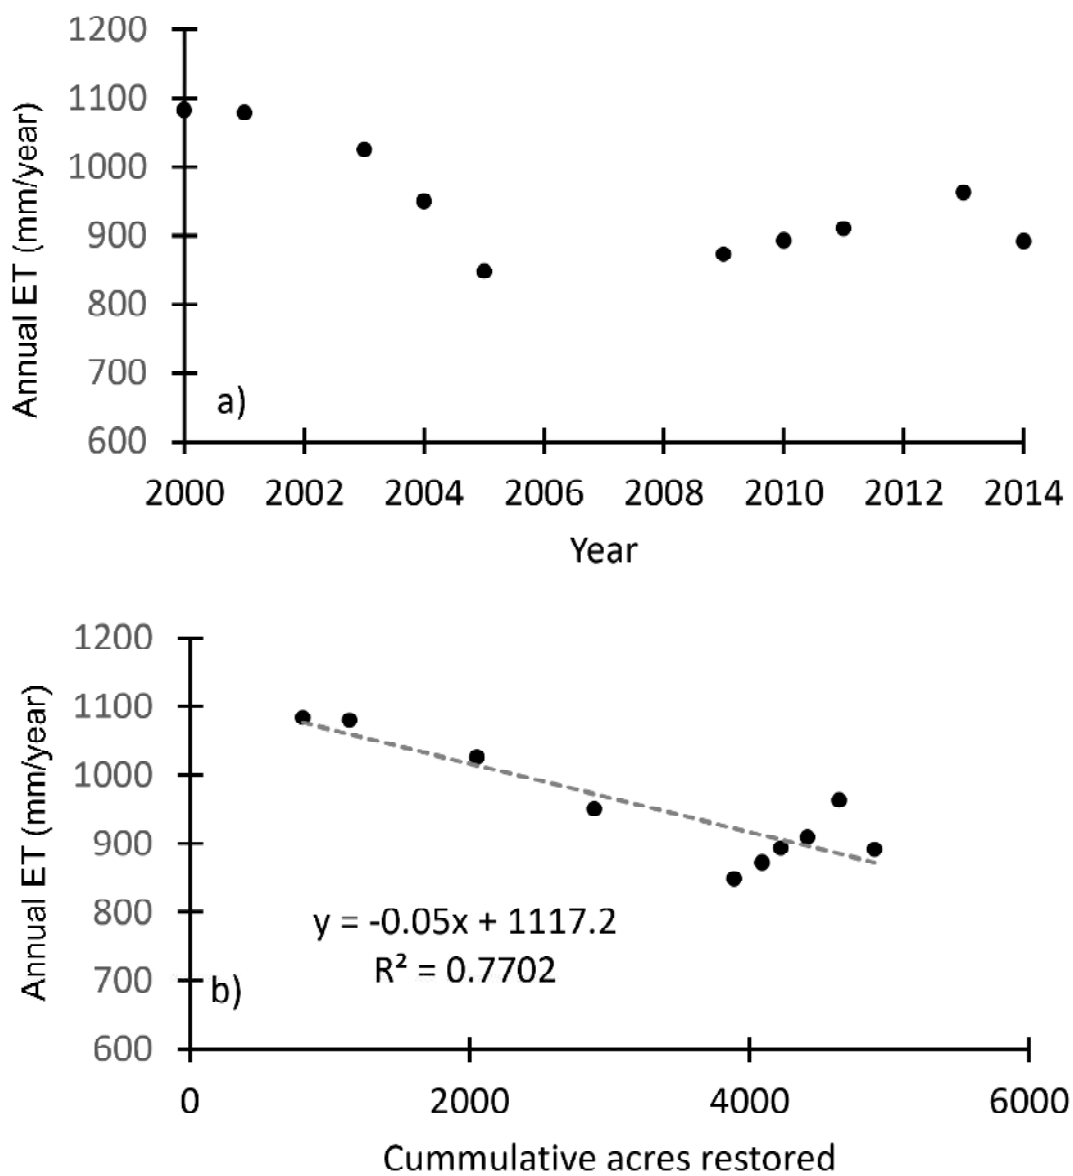 1200
1100
1000
900
800
700
600
Annual ET (mm/year)
a)
2000 2002 2004 2006 2008 2010 2012 2014
Year
1200
1100
1000
900
800
700
600
Annual ET (mm/year)
y = -0.05x + 1117.2
R² = 0.7702
b)
0 2000 4000 6000
Cummulative acres restored